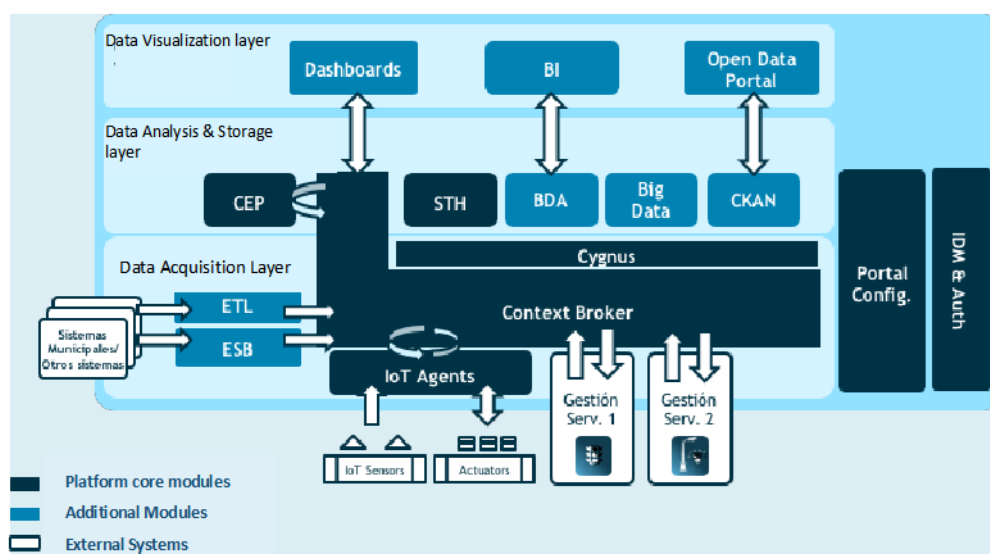 Data Visualization layer
Dashboards
BI
Open Data
Portal
Data Analysis & Storage
layer
CEP
STH
BDA
Big
Data
CKAN
Data Acquisition Layer
Cygnus
Context Broker
ETL
ESB
Sistemas
Municipales/
Otros sistemas
IoT Agents
Gestión
Serv. 1
Gestión
Serv. 2
Portal
Config.
IDM & Auth
IoT Sensors
Actuators
Platform core modules
Additional Modules
External Systems